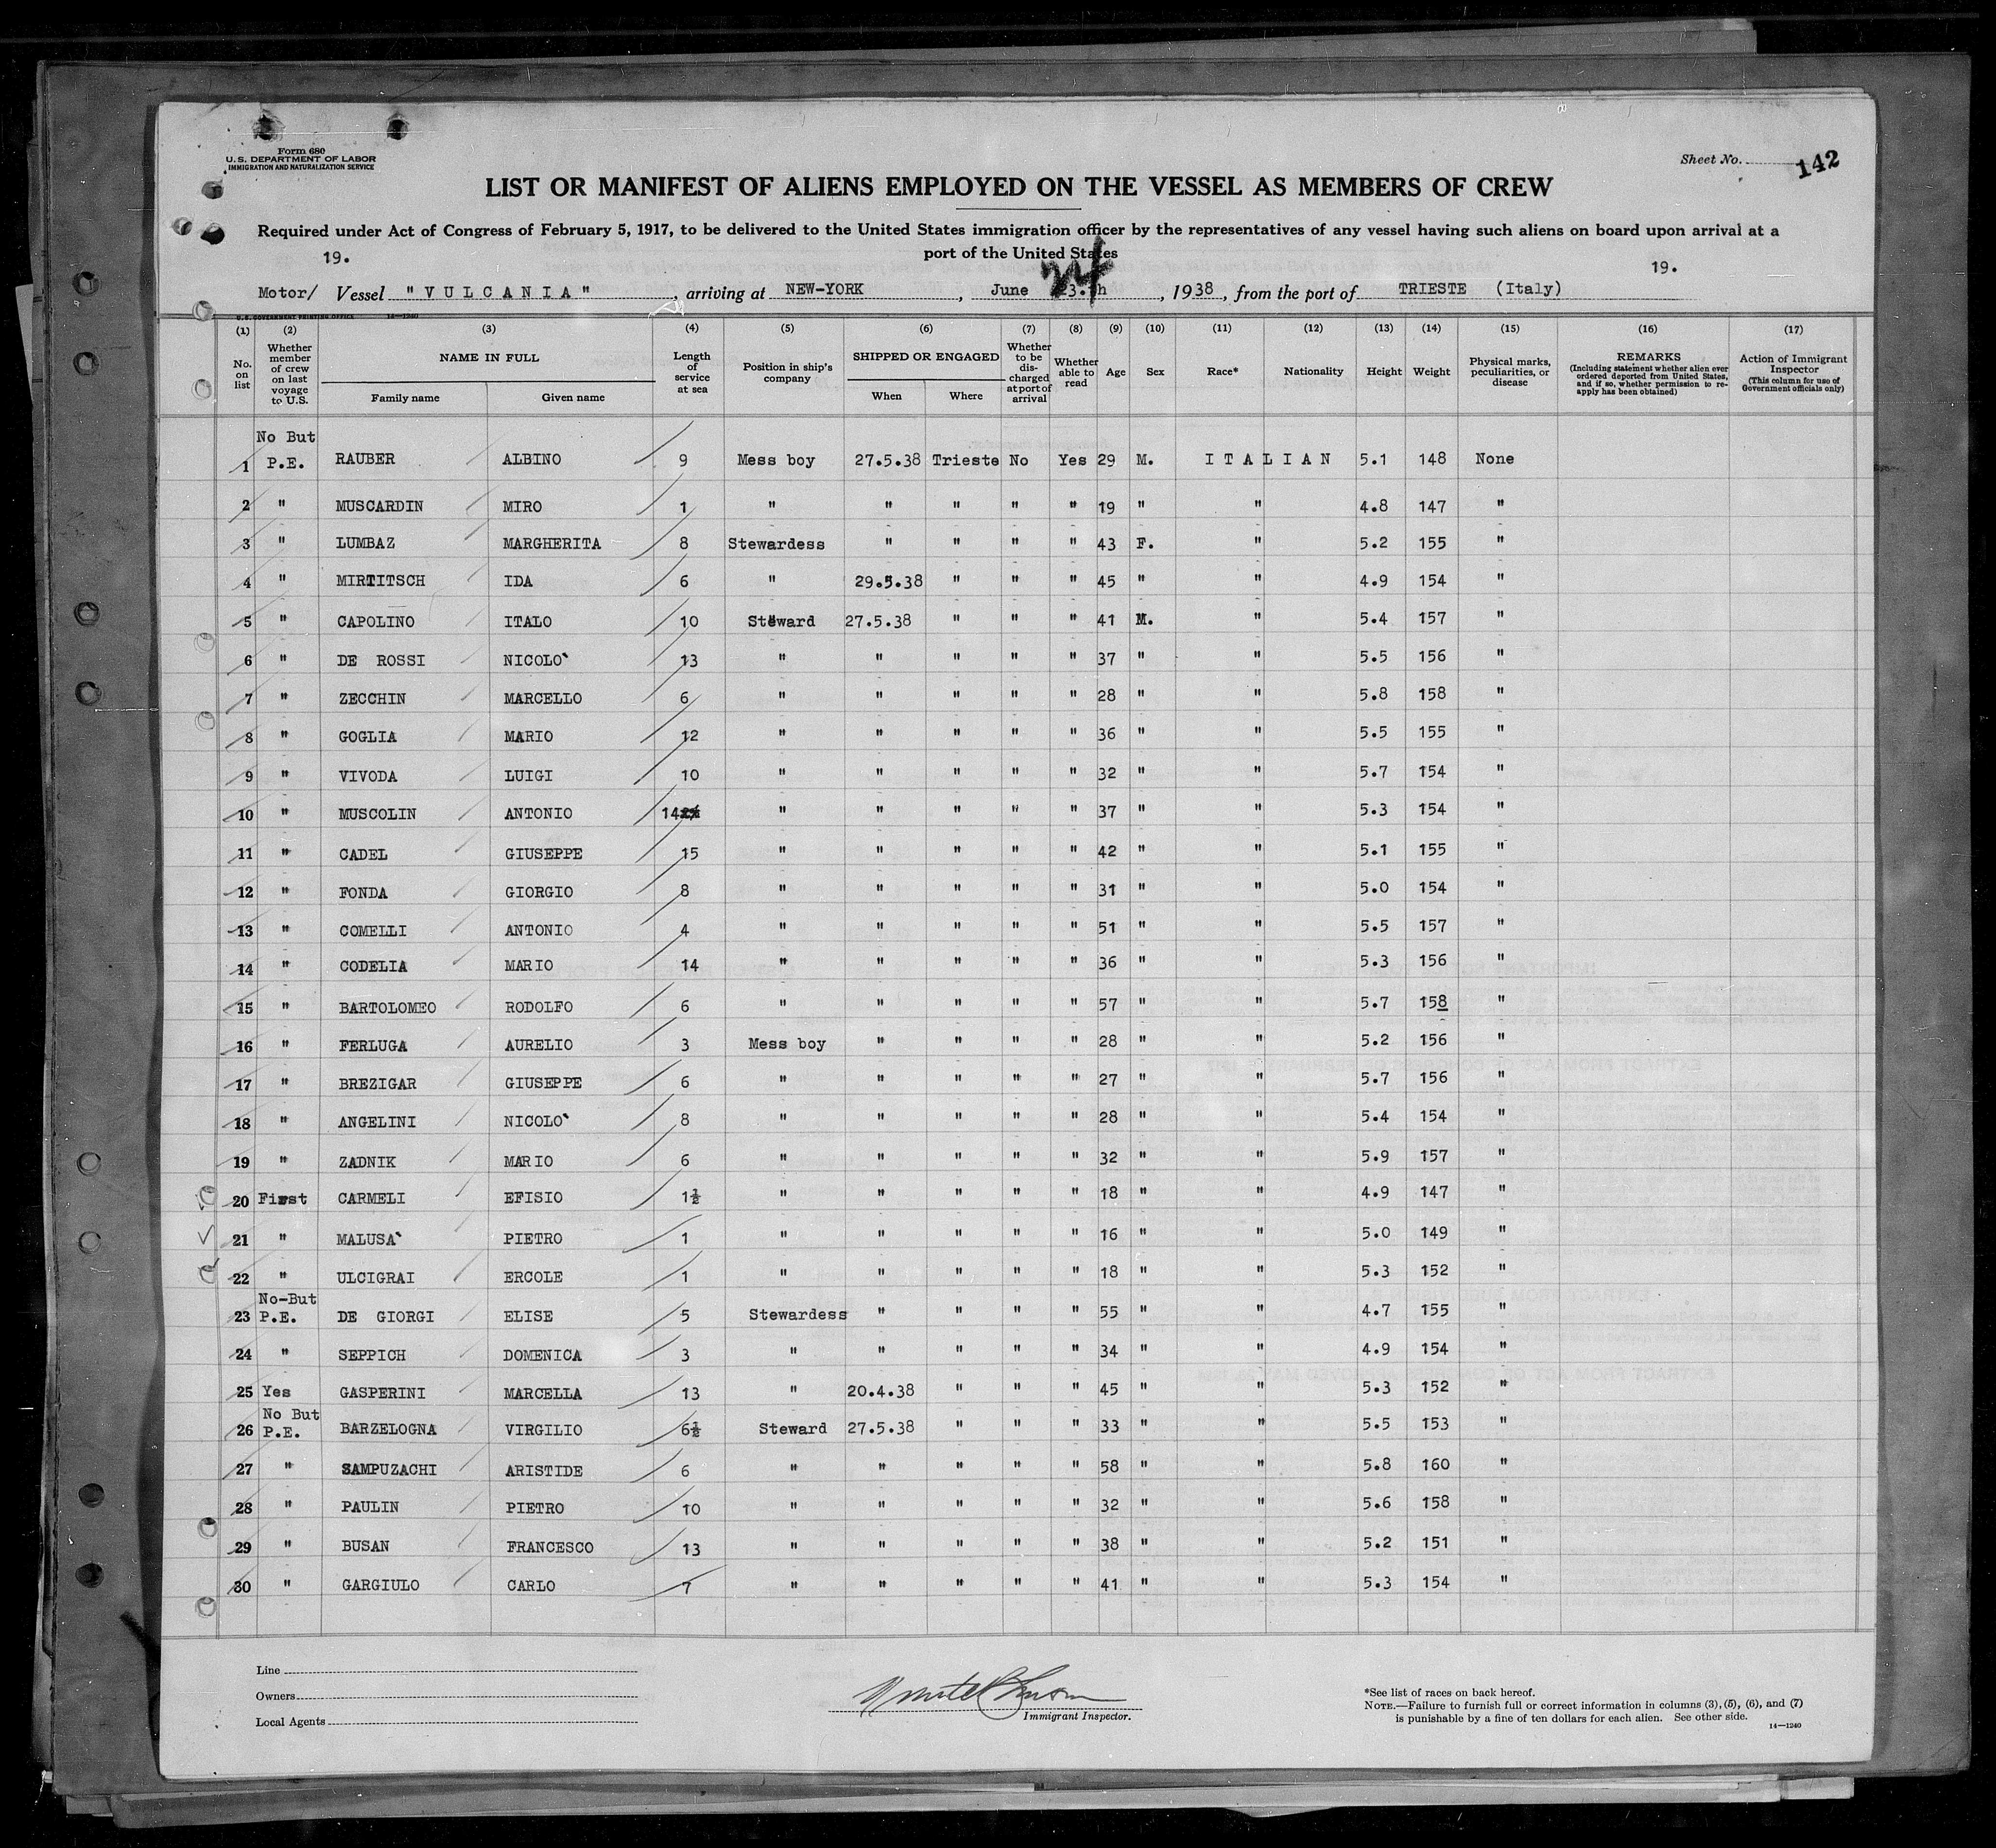 Form 680
U. S. DEPARTMENT OF LABOR
IMMIGRATION AND NATURALIZATION SERVICE
Sheet No. 142
LIST OR MANIFEST OF ALIENS EMPLOYED ON THE VESSEL AS MEMBERS OF CREW
Required under Act of Congress of February 5, 1917, to be delivered to the United States immigration officer by the representatives of any vessel having such aliens on board upon arrival at a
port of the United States
19. 19.
Motor/ Vessel "VULCANIA", arriving at NEW-YORK, June 24, 1938, from the port of TRIESTE (Italy)
U. S. GOVERNMENT PRINTING OFFICE 14—1240
(1) (2) (3) (4) (5) (6) (7) (8) (9) (10) (11) (12) (13) (14) (15) (16) (17)
No. on list | Whether member of crew on last voyage to U.S. | NAME IN FULL Family name Given name | Length of service at sea | Position in ship's company | SHIPPED OR ENGAGED When Where | Whether to be discharged at port of arrival | Whether able to read | Age | Sex | Race* | Nationality | Height | Weight | Physical marks, peculiarities, or disease | REMARKS (Including statement whether alien ever ordered deported from United States, and if so, whether permission to reapply has been obtained) | Action of Immigrant Inspector (This column for use of Government officials only)
1 No But P.E. RAUBER ALBINO 9 Mess boy 27.5.38 Trieste No Yes 29 M. ITALIAN 5.1 148 None
2 " MUSCARDIN MIRO 1 " " " " " 19 " " 4.8 147 "
3 " LUMBAZ MARGHERITA 8 Stewardess " " " " 43 F. " 5.2 155 "
4 " MIRTITSCH IDA 6 " 29.5.38 " " " 45 " " 4.9 154 "
5 " CAPOLINO ITALO 10 Steward 27.5.38 " " " 41 M. " 5.4 157 "
6 " DE ROSSI NICOLO` 13 " " " " " 37 " " 5.5 156 "
7 " ZECCHIN MARCELLO 6 " " " " " 28 " " 5.8 158 "
8 " GOGLIA MARIO 12 " " " " " 36 " " 5.5 155 "
9 " VIVODA LUIGI 10 " " " " " 32 " " 5.7 154 "
10 " MUSCOLIN ANTONIO 14 " " " " " 37 " " 5.3 154 "
11 " CADEL GIUSEPPE 15 " " " " " 42 " " 5.1 155 "
12 " FONDA GIORGIO 8 " " " " " 31 " " 5.0 154 "
13 " COMELLI ANTONIO 4 " " " " " 51 " " 5.5 157 "
14 " CODELIA MARIO 14 " " " " " 36 " " 5.3 156 "
15 " BARTOLOMEO RODOLFO 6 " " " " " 57 " " 5.7 158 "
16 " FERLUGA AURELIO 3 Mess boy " " " " 28 " " 5.2 156 "
17 " BREZIGAR GIUSEPPE 6 " " " " " 27 " " 5.7 156 "
18 " ANGELINI NICOLO` 8 " " " " " 28 " " 5.4 154 "
19 " ZADNIK MARIO 6 " " " " " 32 " " 5.9 157 "
20 First CARMELI EFISIO 1½ " " " " " 18 " " 4.9 147 "
21 " MALUSA` PIETRO 1 " " " " " 16 " " 5.0 149 "
22 " ULCIGRAI ERCOLE 1 " " " " " 18 " " 5.3 152 "
23 No-But P.E. DE GIORGI ELISE 5 Stewardess " " " " 55 " " 4.7 155 "
24 " SEPPICH DOMENICA 3 " " " " " 34 " " 4.9 154 "
25 Yes GASPERINI MARCELLA 13 " 20.4.38 " " " 45 " " 5.3 152 "
26 No But P.E. BARZELOGNA VIRGILIO 6½ Steward 27.5.38 " " " 33 " " 5.5 153 "
27 " SAMPUZACHI ARISTIDE 6 " " " " " 58 " " 5.8 160 "
28 " PAULIN PIETRO 10 " " " " " 32 " " 5.6 158 "
29 " BUSAN FRANCESCO 13 " " " " " 38 " " 5.2 151 "
30 " GARGIULO CARLO 7 " " " " " 41 " " 5.3 154 "
Line
Owners
Local Agents
Immigrant Inspector.
*See list of races on back hereof.
NOTE.—Failure to furnish full or correct information in columns (3), (5), (6), and (7)
is punishable by a fine of ten dollars for each alien. See other side.
14—1240